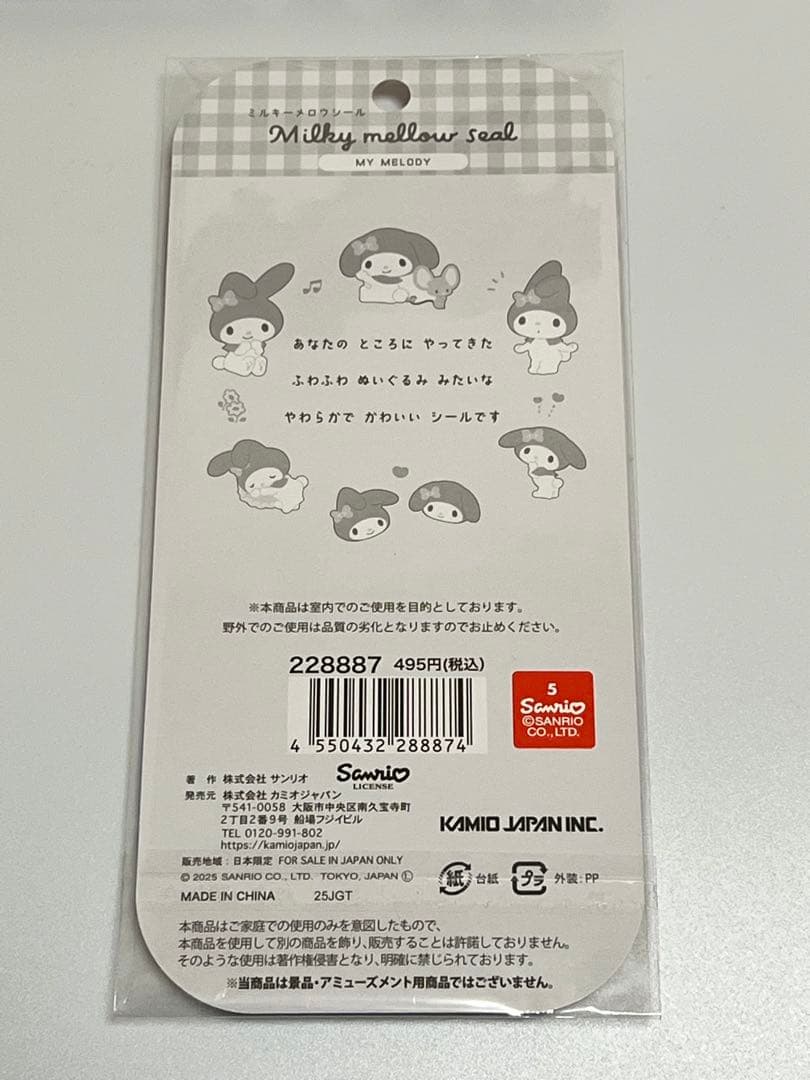 ミルキーメロウシール
Milky mellow seal
MY MELODY
あなたの ところに やってきた
ふわふわ ぬいぐるみ みたいな
やわらかで かわいい シールです
※本商品は室内でのご使用を目的としております。
野外でのご使用は品質の劣化となりますのでお止めください。
228887 495円(税込)
4 550432 288874
5
Sanrio
©SANRIO
CO.,LTD.
著 作 株式会社 サンリオ
Sanrio
LICENSE
発売元 株式会社 カミオジャパン
〒541-0058 大阪市中央区南久宝寺町
2丁目2番9号 船場フジイビル
TEL 0120-991-802
https://kamiojapan.jp/
KAMIO JAPAN INC.
販売地域:日本限定 FOR SALE IN JAPAN ONLY
© 2025 SANRIO CO., LTD. TOKYO, JAPAN Ⓛ
MADE IN CHINA 25JGT
紙 台紙 プラ 外装:PP
本商品はご家庭での使用のみを意図したもので、
本商品を使用して別の商品を飾り、販売することは許諾しておりません。
そのような使用は著作権侵害となり、明確に禁じられております。
※当商品は景品・アミューズメント用商品ではございません。